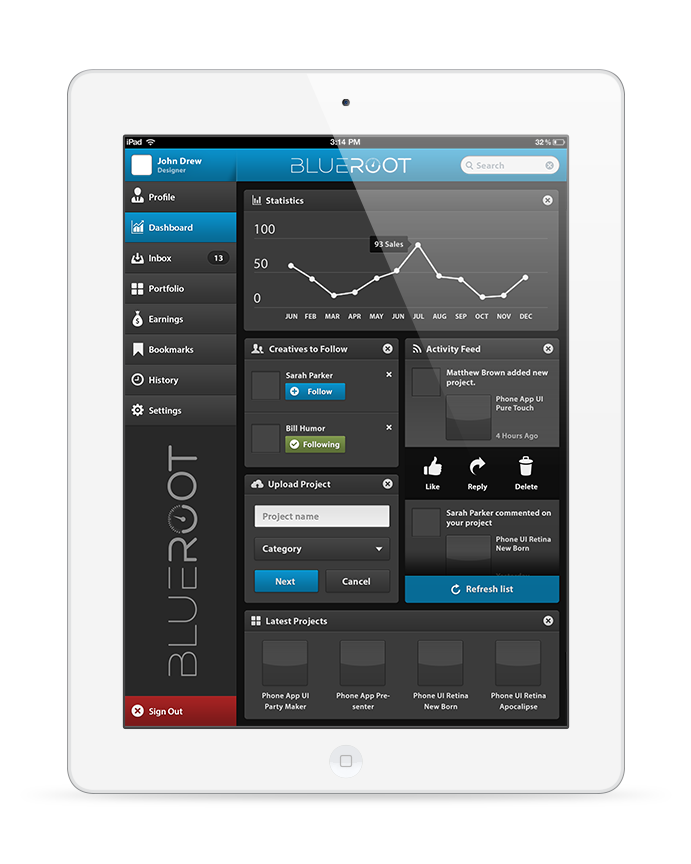 iPad
3:14 PM
32%
John Drew
Designer
BLUEROOT
Search
Profile
Dashboard
Inbox
13
Portfolio
Earnings
Bookmarks
History
Settings
BLUEROOT
Sign Out
Statistics
100
50
0
93 Sales
JUN FEB MAR APR MAY JUN JUL AUG SEP OCT NOV DEC
Creatives to Follow
Sarah Parker
Follow
Bill Humor
Following
Upload Project
Project name
Category
Next
Cancel
Activity Feed
Matthew Brown added new
project.
Phone App UI
Pure Touch
4 Hours Ago
Like
Reply
Delete
Sarah Parker commented on
your project
Phone UI Retina
New Born
Yesterday
Refresh list
Latest Projects
Phone App UI
Party Maker
Phone App Pre-
senter
Phone UI Retina
New Born
Phone UI Retina
Apocalipse